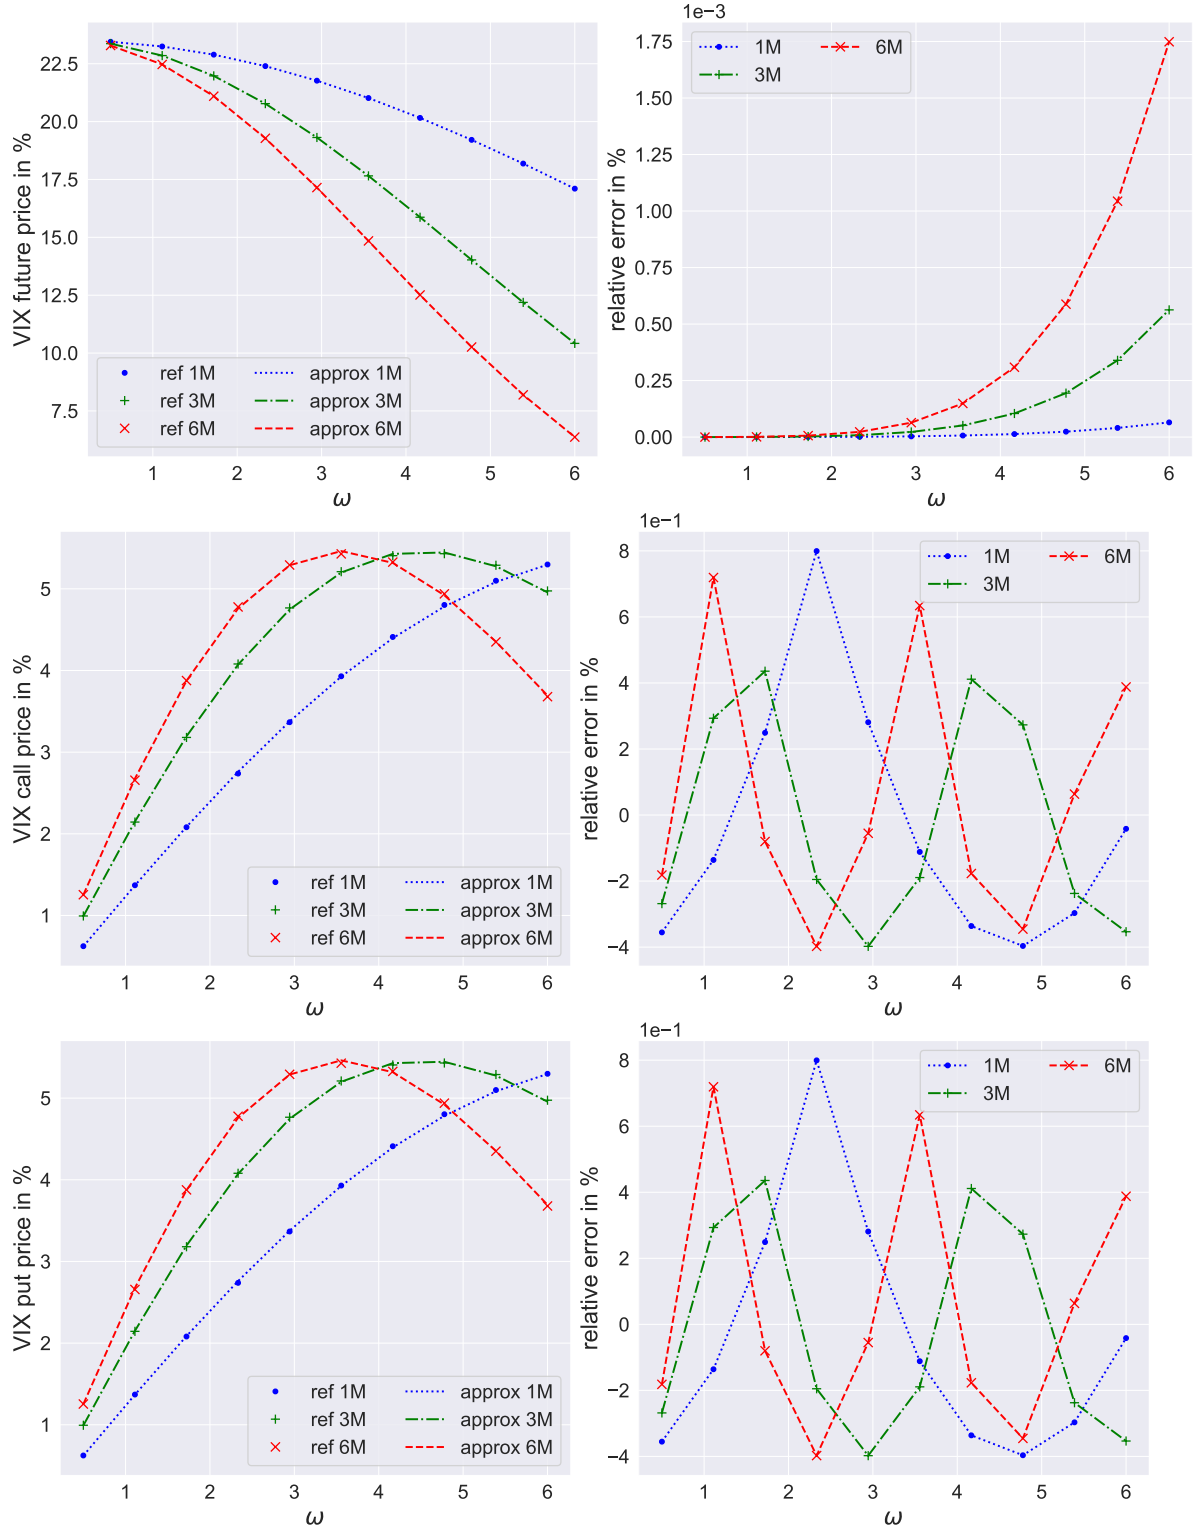 VIX future price in %
22.5
20.0
17.5
15.0
12.5
10.0
7.5
ref 1M
ref 3M
ref 6M
approx 1M
approx 3M
approx 6M
1 2 3 4 5 6
ω
1e−3
relative error in %
1.75
1.50
1.25
1.00
0.75
0.50
0.25
0.00
1M
3M
6M
1 2 3 4 5 6
ω
VIX call price in %
5
4
3
2
1
ref 1M
ref 3M
ref 6M
approx 1M
approx 3M
approx 6M
1 2 3 4 5 6
ω
1e−1
relative error in %
8
6
4
2
0
−2
−4
1M
3M
6M
1 2 3 4 5 6
ω
VIX put price in %
5
4
3
2
1
ref 1M
ref 3M
ref 6M
approx 1M
approx 3M
approx 6M
1 2 3 4 5 6
ω
1e−1
relative error in %
8
6
4
2
0
−2
−4
1M
3M
6M
1 2 3 4 5 6
ω